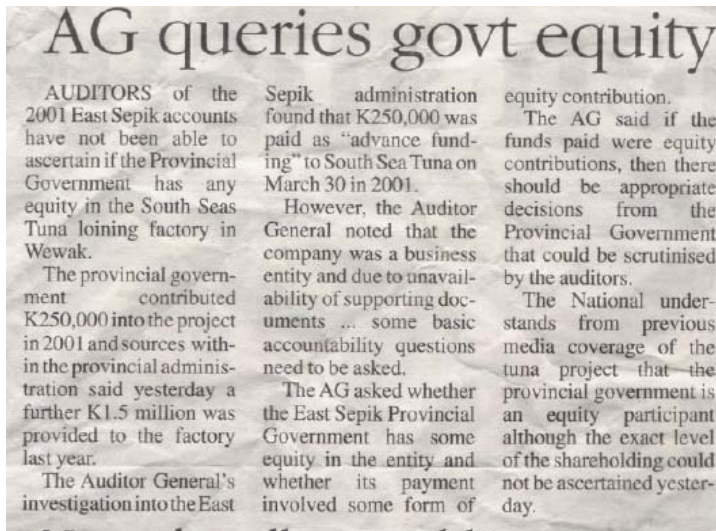 AG queries govt equity
AUDITORS of the
2001 East Sepik accounts
have not been able to
ascertain if the Provincial
Government has any
equity in the South Seas
Tuna loining factory in
Wewak.
The provincial govern-
ment contributed
K250,000 into the project
in 2001 and sources with-
in the provincial adminis-
tration said yesterday a
further K1.5 million was
provided to the factory
last year.
The Auditor General's
investigation into the East
Sepik administration
found that K250,000 was
paid as “advance fund-
ing” to South Sea Tuna on
March 30 in 2001.
However, the Auditor
General noted that the
company was a business
entity and due to unavail-
ability of supporting doc-
uments ... some basic
accountability questions
need to be asked.
The AG asked whether
the East Sepik Provincial
Government has some
equity in the entity and
whether its payment
involved some form of
equity contribution.
The AG said if the
funds paid were equity
contributions, then there
should be appropriate
decisions from the
Provincial Government
that could be scrutinised
by the auditors.
The National under-
stands from previous
media coverage of the
tuna project that the
provincial government is
an equity participant
although the exact level
of the shareholding could
not be ascertained yester-
day.